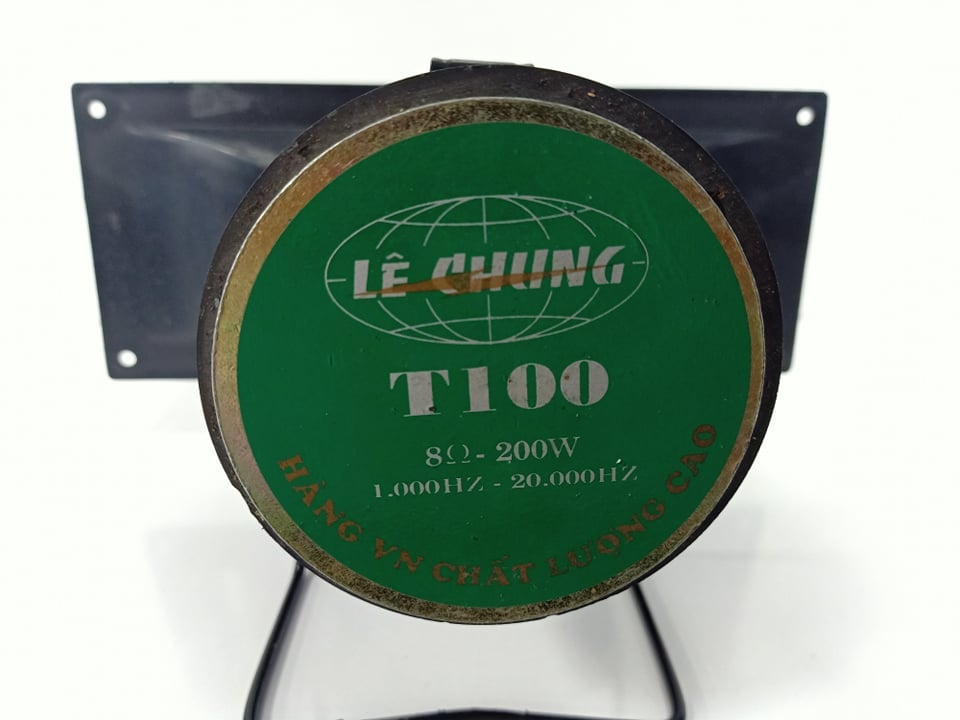 LÊ CHUNG
T100
8Ω - 200W
1.000HZ - 20.000HZ
HÀNG VN CHẤT LƯỢNG CAO